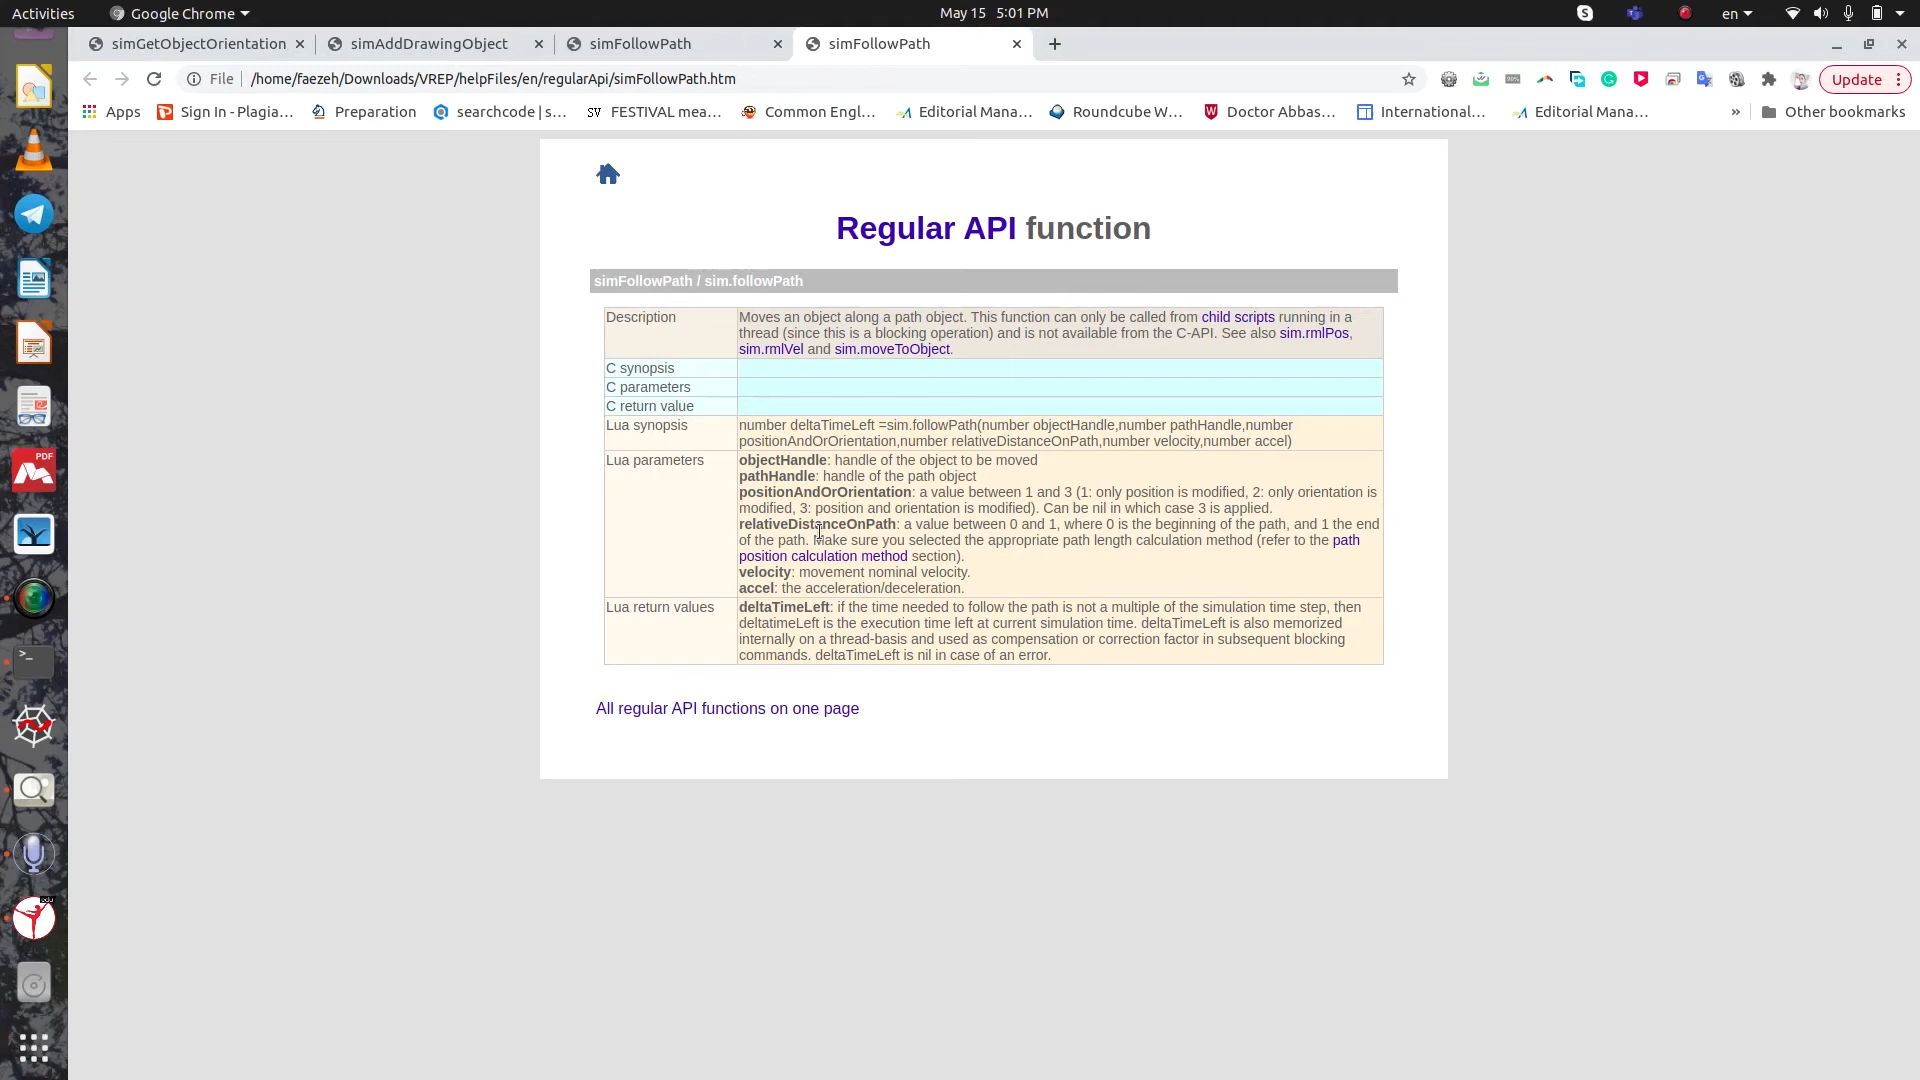 Activities Google Chrome May 15 5:01 PM en
simGetObjectOrientation simAddDrawingObject simFollowPath simFollowPath
File /home/faezeh/Downloads/VREP/helpFiles/en/regularApi/simFollowPath.htm Update
Apps Sign In - Plagia... Preparation searchcode | s... SV FESTIVAL mea... Common Engl... Editorial Mana... Roundcube W... Doctor Abbas... International... Editorial Mana... » Other bookmarks
Regular API function
simFollowPath / sim.followPath
Description
Moves an object along a path object. This function can only be called from child scripts running in a
thread (since this is a blocking operation) and is not available from the C-API. See also sim.rmlPos,
sim.rmlVel and sim.moveToObject.
C synopsis
C parameters
C return value
Lua synopsis
number deltaTimeLeft =sim.followPath(number objectHandle,number pathHandle,number
positionAndOrOrientation,number relativeDistanceOnPath,number velocity,number accel)
Lua parameters
objectHandle: handle of the object to be moved
pathHandle: handle of the path object
positionAndOrOrientation: a value between 1 and 3 (1: only position is modified, 2: only orientation is
modified, 3: position and orientation is modified). Can be nil in which case 3 is applied.
relativeDistanceOnPath: a value between 0 and 1, where 0 is the beginning of the path, and 1 the end
of the path. Make sure you selected the appropriate path length calculation method (refer to the path
position calculation method section).
velocity: movement nominal velocity.
accel: the acceleration/deceleration.
Lua return values
deltaTimeLeft: if the time needed to follow the path is not a multiple of the simulation time step, then
deltatimeLeft is the execution time left at current simulation time. deltaTimeLeft is also memorized
internally on a thread-basis and used as compensation or correction factor in subsequent blocking
commands. deltaTimeLeft is nil in case of an error.
All regular API functions on one page
PDF
edu